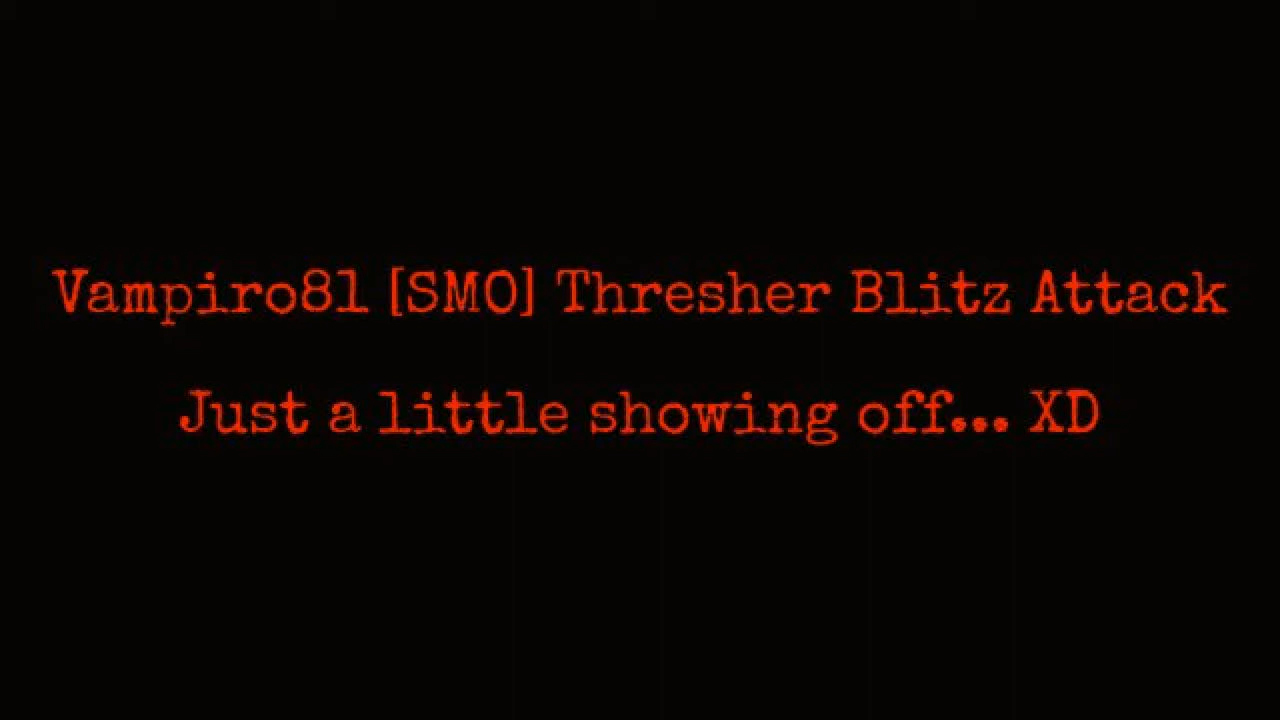 Vampiro81 [SMO] Thresher Blitz Attack
Just a little showing off... XD